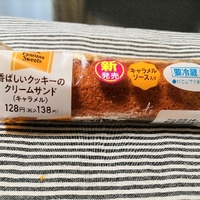 Sweets
香ばしいクッキーの
クリームサンド
(キャラメル)
128円(税込138円)
新
発売
キャラメル
ソース入り
要冷蔵